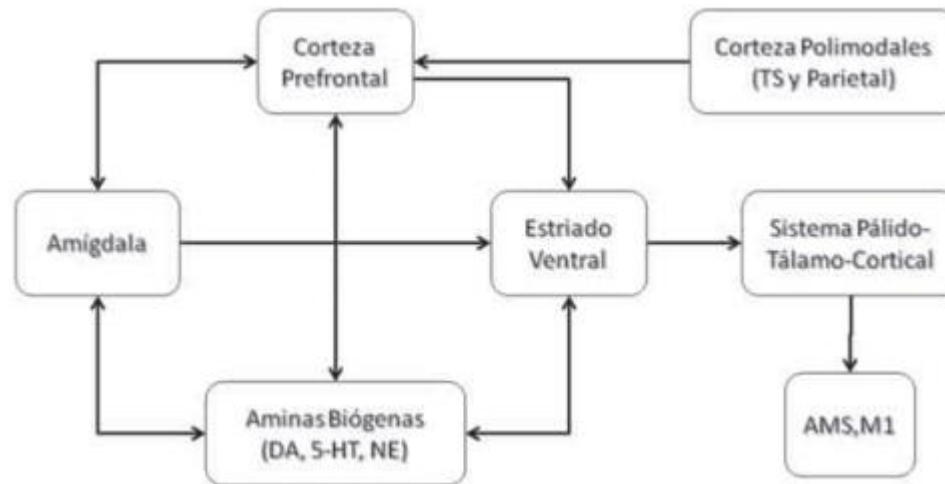 Corteza
Prefrontal
Corteza Polimodales
(TS y Parietal)
Amígdala
Estriado
Ventral
Sistema Pálido-
Tálamo-Cortical
Aminas Biógenas
(DA, 5-HT, NE)
AMS,M1